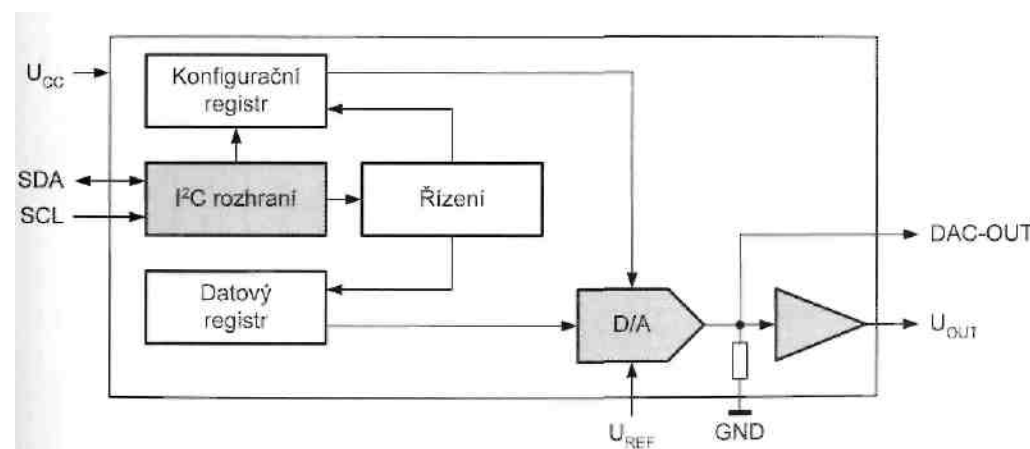 U_CC
Konfigurační
registr
SDA
SCL
I²C rozhraní
Řízení
DAC-OUT
Datový
registr
D/A
U_OUT
U_REF
GND